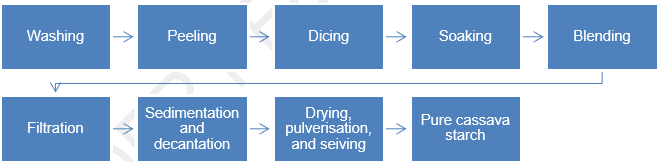 Washing
Peeling
Dicing
Soaking
Blending
Filtration
Sedimentation
and
decantation
Drying,
pulverisation,
and seiving
Pure cassava
starch